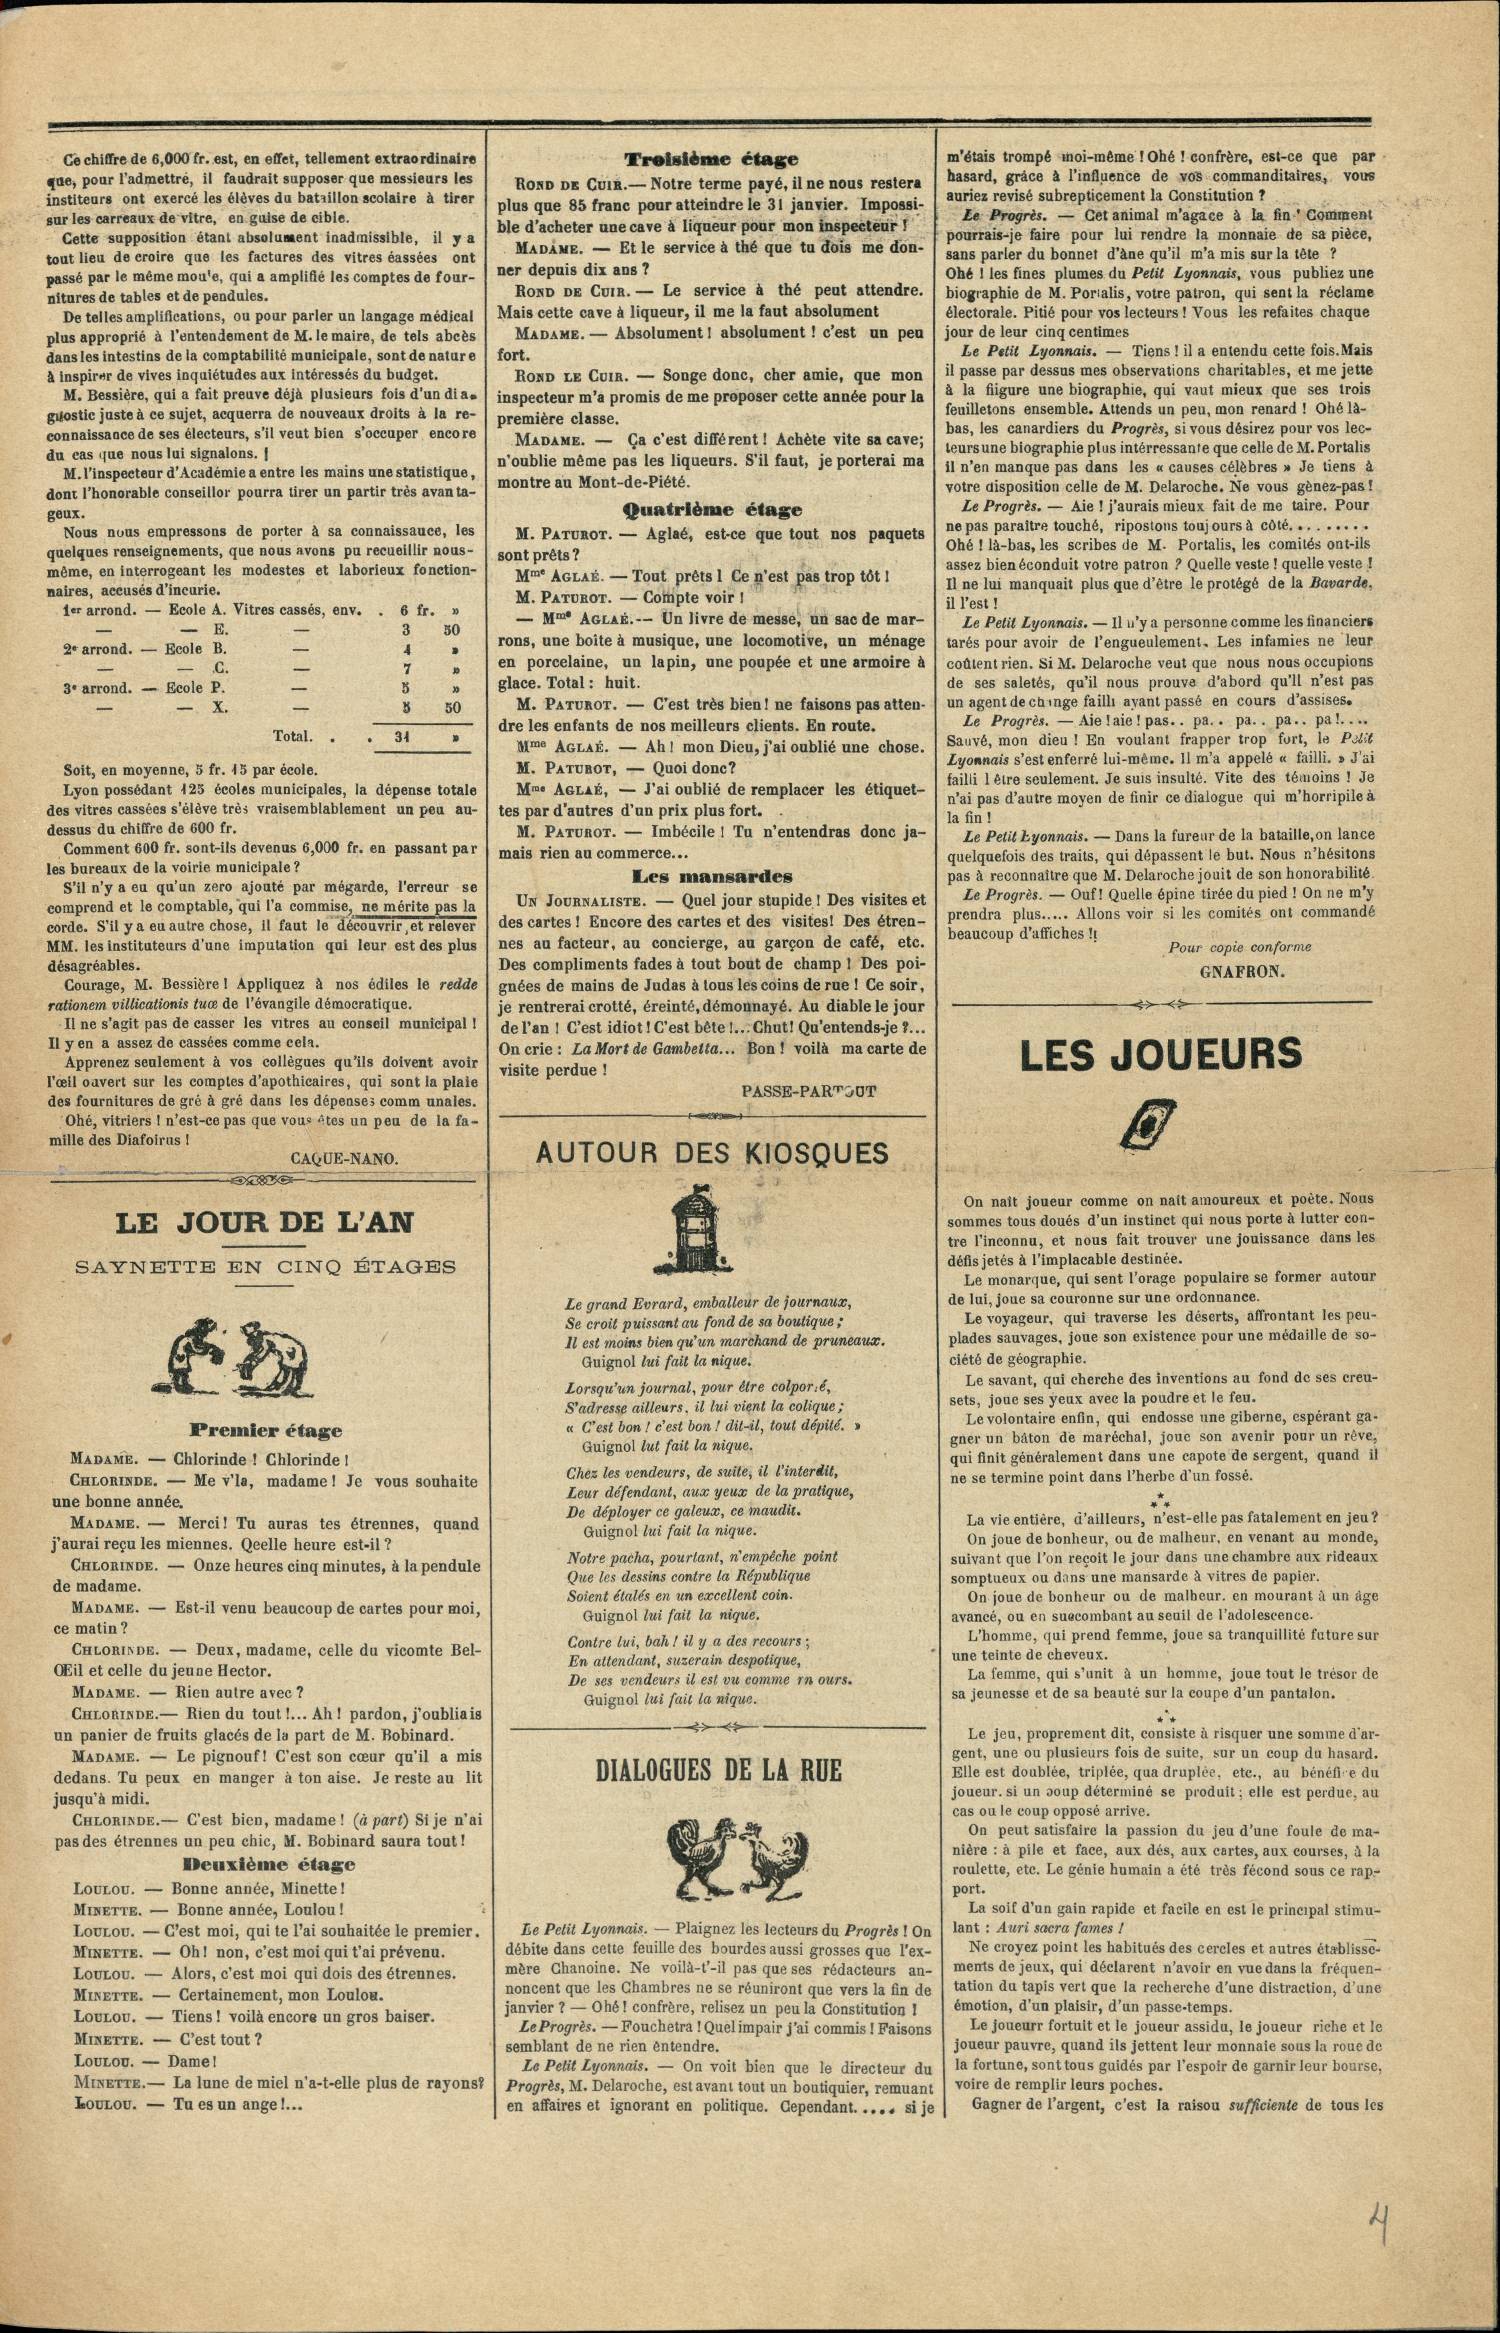 Ce chiffre de 6,000 fr. est, en effet, tellement extraordinaire
que, pour l'admettre, il faudrait supposer que messieurs les
institeurs ont exercé les élèves du bataillon scolaire à tirer
sur les carreaux de vitre, en guise de cible.
Cette supposition étant absolument inadmissible, il y a
tout lieu de croire que les factures des vitres éassées ont
passé par le même mou'e, qui a amplifié les comptes de four-
nitures de tables et de pendules.
De telles amplifications, ou pour parler un langage médical
plus approprié à l'entendement de M. le maire, de tels abcès
dans les intestins de la comptabilité municipale, sont de nature
à inspirer de vives inquiétudes aux intéressés du budget.
M. Bessière, qui a fait preuve déjà plusieurs fois d'un dia-
gnostic juste à ce sujet, acquerra de nouveaux droits à la re-
connaissance de ses électeurs, s'il veut bien s'occuper encore
du cas que nous lui signalons. !
M. l'inspecteur d'Académie a entre les mains une statistique,
dont l'honorable conseillor pourra tirer un partir très avanta-
geux.
Nous nous empressons de porter à sa connaissauce, les
quelques renseignements, que nous avons pu recueillir nous-
même, en interrogeant les modestes et laborieux fonction-
naires, accusés d'incurie.
1er arrond. — Ecole A. Vitres cassés, env. . 6 fr. »
— — E. — 3 50
2e arrond. — Ecole B. — 4 »
— — C. — 7 »
3e arrond. — Ecole P. — 5 »
— — X. — 5 50
Total. . . 31 »
Soit, en moyenne, 5 fr. 15 par école.
Lyon possédant 125 écoles municipales, la dépense totale
des vitres cassées s'élève très vraisemblablement un peu au-
dessus du chiffre de 600 fr.
Comment 600 fr. sont-ils devenus 6,000 fr. en passant par
les bureaux de la voirie municipale ?
S'il n'y a eu qu'un zero ajouté par mégarde, l'erreur se
comprend et le comptable, qui l'a commise, ne mérite pas la
corde. S'il y a eu autre chose, il faut le découvrir et relever
MM. les instituteurs d'une imputation qui leur est des plus
désagréables.
Courage, M. Bessière ! Appliquez à nos édiles le redde
rationem villicationis tuæ de l'évangile démocratique.
Il ne s'agit pas de casser les vitres au conseil municipal !
Il y en a assez de cassées comme cela.
Apprenez seulement à vos collègues qu'ils doivent avoir
l'œil ouvert sur les comptes d'apothicaires, qui sont la plaie
des fournitures de gré à gré dans les dépenses communales.
Ohé, vitriers ! n'est-ce pas que vous êtes un peu de la fa-
mille des Diafoirus !
CAQUE-NANO.
LE JOUR DE L'AN
SAYNETTE EN CINQ ÉTAGES
Premier étage
MADAME. — Chlorinde ! Chlorinde !
CHLORINDE. — Me v'la, madame ! Je vous souhaite
une bonne année.
MADAME. — Merci! Tu auras tes étrennes, quand
j'aurai reçu les miennes. Qeelle heure est-il ?
CHLORINDE. — Onze heures cinq minutes, à la pendule
de madame.
MADAME. — Est-il venu beaucoup de cartes pour moi,
ce matin ?
CHLORINDE. — Deux, madame, celle du vicomte Bel-
Œil et celle du jeune Hector.
MADAME. — Rien autre avec ?
CHLORINDE.— Rien du tout !... Ah ! pardon, j'oubliais
un panier de fruits glacés de la part de M. Bobinard.
MADAME. — Le pignouf! C'est son cœur qu'il a mis
dedans. Tu peux en manger à ton aise. Je reste au lit
jusqu'à midi.
CHLORINDE.— C'est bien, madame ! (à part) Si je n'ai
pas des étrennes un peu chic, M. Bobinard saura tout !
Deuxième étage
LOULOU. — Bonne année, Minette !
MINETTE. — Bonne année, Loulou !
LOULOU. — C'est moi, qui te l'ai souhaitée le premier.
MINETTE. — Oh! non, c'est moi qui t'ai prévenu.
LOULOU. — Alors, c'est moi qui dois des étrennes.
MINETTE. — Certainement, mon Loulou.
LOULOU. — Tiens ! voilà encore un gros baiser.
MINETTE. — C'est tout ?
LOULOU. — Dame !
MINETTE.— La lune de miel n'a-t-elle plus de rayons?
LOULOU. — Tu es un ange !...
Troisième étage
ROND DE CUIR.— Notre terme payé, il ne nous restera
plus que 85 franc pour atteindre le 31 janvier. Impossi-
ble d'acheter une cave à liqueur pour mon inspecteur !
MADAME. — Et le service à thé que tu dois me don-
ner depuis dix ans ?
ROND DE CUIR. — Le service à thé peut attendre.
Mais cette cave à liqueur, il me la faut absolument
MADAME. — Absolument! absolument ! c'est un peu
fort.
ROND LE CUIR. — Songe donc, cher amie, que mon
inspecteur m'a promis de me proposer cette année pour la
première classe.
MADAME. — Ça c'est différent ! Achète vite sa cave;
n'oublie même pas les liqueurs. S'il faut, je porterai ma
montre au Mont-de-Piété.
Quatrième étage
M. PATUROT. — Aglaé, est-ce que tout nos paquets
sont prêts ?
Mme AGLAÉ. — Tout prêts ! Ce n'est pas trop tôt !
M. PATUROT. — Compte voir !
— Mme AGLAÉ.-- Un livre de messe, un sac de mar-
rons, une boîte à musique, une locomotive, un ménage
en porcelaine, un lapin, une poupée et une armoire à
glace. Total : huit.
M. PATUROT. — C'est très bien! ne faisons pas atten-
dre les enfants de nos meilleurs clients. En route.
Mme AGLAÉ. — Ah! mon Dieu, j'ai oublié une chose.
M. PATUROT, — Quoi donc?
Mme AGLAÉ, — J'ai oublié de remplacer les étiquet-
tes par d'autres d'un prix plus fort.
M. PATUROT. — Imbécile ! Tu n'entendras donc ja-
mais rien au commerce...
Les mansardes
UN JOURNALISTE. — Quel jour stupide ! Des visites et
des cartes ! Encore des cartes et des visites! Des étren-
nes au facteur, au concierge, au garçon de café, etc.
Des compliments fades à tout bout de champ ! Des poi-
gnées de mains de Judas à tous les coins de rue ! Ce soir,
je rentrerai crotté, éreinté, démonnayé. Au diable le jour
de l'an ! C'est idiot ! C'est bête !... Chut! Qu'entends-je ?...
On crie : La Mort de Gambetta... Bon ! voilà ma carte de
visite perdue !
PASSE-PARTOUT
AUTOUR DES KIOSQUES
Le grand Evrard, emballeur de journaux,
Se croit puissant au fond de sa boutique ;
Il est moins bien qu'un marchand de pruneaux.
Guignol lui fait la nique.
Lorsqu'un journal, pour être colporté,
S'adresse ailleurs, il lui vient la colique ;
« C'est bon ! c'est bon ! dit-il, tout dépité. »
Guignol lut fait la nique.
Chez les vendeurs, de suite, il l'interdit,
Leur défendant, aux yeux de la pratique,
De déployer ce galeux, ce maudit.
Guignol lui fait la nique.
Notre pacha, pourtant, n'empêche point
Que les dessins contre la République
Soient étalés en un excellent coin.
Guignol lui fait la nique.
Contre lui, bah ! il y a des recours ;
En attendant, suzerain despotique,
De ses vendeurs il est vu comme rn ours.
Guignol lui fait la nique.
DIALOGUES DE LA RUE
Le Petit Lyonnais. — Plaignez les lecteurs du Progrès ! On
débite dans cette feuille des bourdes aussi grosses que l'ex-
mère Chanoine. Ne voilà-t'-il pas que ses rédacteurs an-
noncent que les Chambres ne se réuniront que vers la fin de
janvier ? — Ohé ! confrère, relisez un peu la Constitution !
Le Progrès. — Fouchetra ! Quel impair j'ai commis ! Faisons
semblant de ne rien entendre.
Le Petit Lyonnais. — On voit bien que le directeur du
Progrès, M. Delaroche, est avant tout un boutiquier, remuant
en affaires et ignorant en politique. Cependant..... si je
m'étais trompé moi-même ! Ohé ! confrère, est-ce que par
hasard, grâce à l'influence de vos commanditaires, vous
auriez revisé subrepticement la Constitution ?
Le Progrès. — Cet animal m'agace à la fin ! Comment
pourrais-je faire pour lui rendre la monnaie de sa pièce,
sans parler du bonnet d'âne qu'il m'a mis sur la tête ?
Ohé ! les fines plumes du Petit Lyonnais, vous publiez une
biographie de M. Portalis, votre patron, qui sent la réclame
électorale. Pitié pour vos lecteurs ! Vous les refaites chaque
jour de leur cinq centimes
Le Petit Lyonnais. — Tiens ! il a entendu cette fois. Mais
il passe par dessus mes observations charitables, et me jette
à la fiigure une biographie, qui vaut mieux que ses trois
feuilletons ensemble. Attends un peu, mon renard ! Ohé là-
bas, les canardiers du Progrès, si vous désirez pour vos lec-
teurs une biographie plus intérressante que celle de M. Portalis
il n'en manque pas dans les « causes célèbres » Je tiens à
votre disposition celle de M. Delaroche. Ne vous gènez-pas !
Le Progrès. — Aie ! j'aurais mieux fait de me taire. Pour
ne pas paraître touché, ripostons toujours à côté.........
Ohé ! là-bas, les scribes de M. Portalis, les comités ont-ils
assez bien éconduit votre patron ? Quelle veste ! quelle veste !
Il ne lui manquait plus que d'être le protégé de la Bavarde,
il l'est !
Le Petit Lyonnais. — Il n'y a personne comme les financiers
tarés pour avoir de l'engueulement. Les infamies ne leur
coûtent rien. Si M. Delaroche veut que nous nous occupions
de ses saletés, qu'il nous prouve d'abord qu'il n'est pas
un agent de change failli ayant passé en cours d'assises.
Le Progrès. — Aie ! aie ! pas.. pa.. pa.. pa.. pa !....
Sauvé, mon dieu ! En voulant frapper trop fort, le Petit
Lyonnais s'est enferré lui-même. Il m'a appelé « failli. » J'ai
failli l être seulement. Je suis insulté. Vite des témoins ! Je
n'ai pas d'autre moyen de finir ce dialogue qui m'horripile à
la fin !
Le Petit Lyonnais. — Dans la fureur de la bataille, on lance
quelquefois des traits, qui dépassent le but. Nous n'hésitons
pas à reconnaître que M. Delaroche jouit de son honorabilité.
Le Progrès. — Ouf ! Quelle épine tirée du pied ! On ne m'y
prendra plus..... Allons voir si les comités ont commandé
beaucoup d'affiches !!
Pour copie conforme
GNAFRON.
LES JOUEURS
On naît joueur comme on naît amoureux et poète. Nous
sommes tous doués d'un instinct qui nous porte à lutter con-
tre l'inconnu, et nous fait trouver une jouissance dans les
défis jetés à l'implacable destinée.
Le monarque, qui sent l'orage populaire se former autour
de lui, joue sa couronne sur une ordonnance.
Le voyageur, qui traverse les déserts, affrontant les peu-
plades sauvages, joue son existence pour une médaille de so-
ciété de géographie.
Le savant, qui cherche des inventions au fond de ses creu-
sets, joue ses yeux avec la poudre et le feu.
Le volontaire enfin, qui endosse une giberne, espérant ga-
gner un bâton de maréchal, joue son avenir pour un rêve,
qui finit généralement dans une capote de sergent, quand il
ne se termine point dans l'herbe d'un fossé.
***
La vie entière, d'ailleurs, n'est-elle pas fatalement en jeu ?
On joue de bonheur, ou de malheur, en venant au monde,
suivant que l'on reçoit le jour dans une chambre aux rideaux
somptueux ou dans une mansarde à vitres de papier.
On joue de bonheur ou de malheur. en mourant à un âge
avancé, ou en succombant au seuil de l'adolescence.
L'homme, qui prend femme, joue sa tranquillité future sur
une teinte de cheveux.
La femme, qui s'unit à un homme, joue tout le trésor de
sa jeunesse et de sa beauté sur la coupe d'un pantalon.
***
Le jeu, proprement dit, consiste à risquer une somme d'ar-
gent, une ou plusieurs fois de suite, sur un coup du hasard.
Elle est doublée, triplée, quadruplée, etc., au bénéfice du
joueur. si un coup déterminé se produit ; elle est perdue, au
cas ou le coup opposé arrive.
On peut satisfaire la passion du jeu d'une foule de ma-
nière : à pile et face, aux dés, aux cartes, aux courses, à la
roulette, etc. Le génie humain a été très fécond sous ce rap-
port.
La soif d'un gain rapide et facile en est le principal stimu-
lant : Auri sacra fames !
Ne croyez point les habitués des cercles et autres établisse-
ments de jeux, qui déclarent n'avoir en vue dans la fréquen-
tation du tapis vert que la recherche d'une distraction, d'une
émotion, d'un plaisir, d'un passe-temps.
Le joueurr fortuit et le joueur assidu, le joueur riche et le
joueur pauvre, quand ils jettent leur monnaie sous la roue de
la fortune, sont tous guidés par l'espoir de garnir leur bourse,
voire de remplir leurs poches.
Gagner de l'argent, c'est la raisou sufficiente de tous les
4